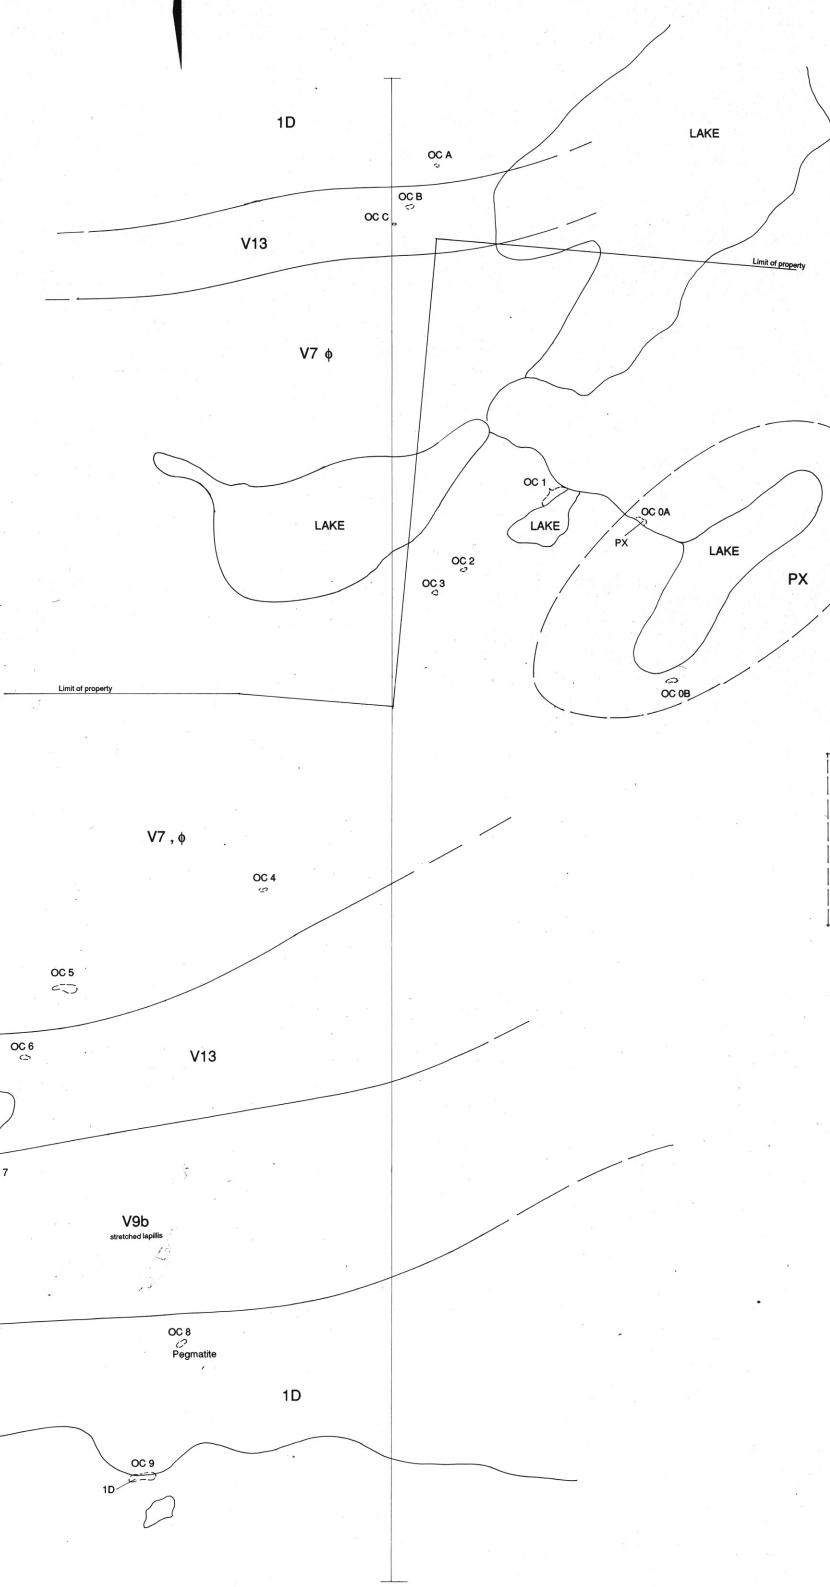 1D
LAKE
OC A
OC B
OC C
V13
Limit of property
V7 ϕ
OC 1
OC 0A
LAKE
LAKE
PX
LAKE
OC 2
PX
OC 3
Limit of property
OC 0B
V7 , ϕ
OC 4
OC 5
OC 6
V13
7
V9b
stretched lapillis
OC 8
Pegmatite
1D
OC 9
1D